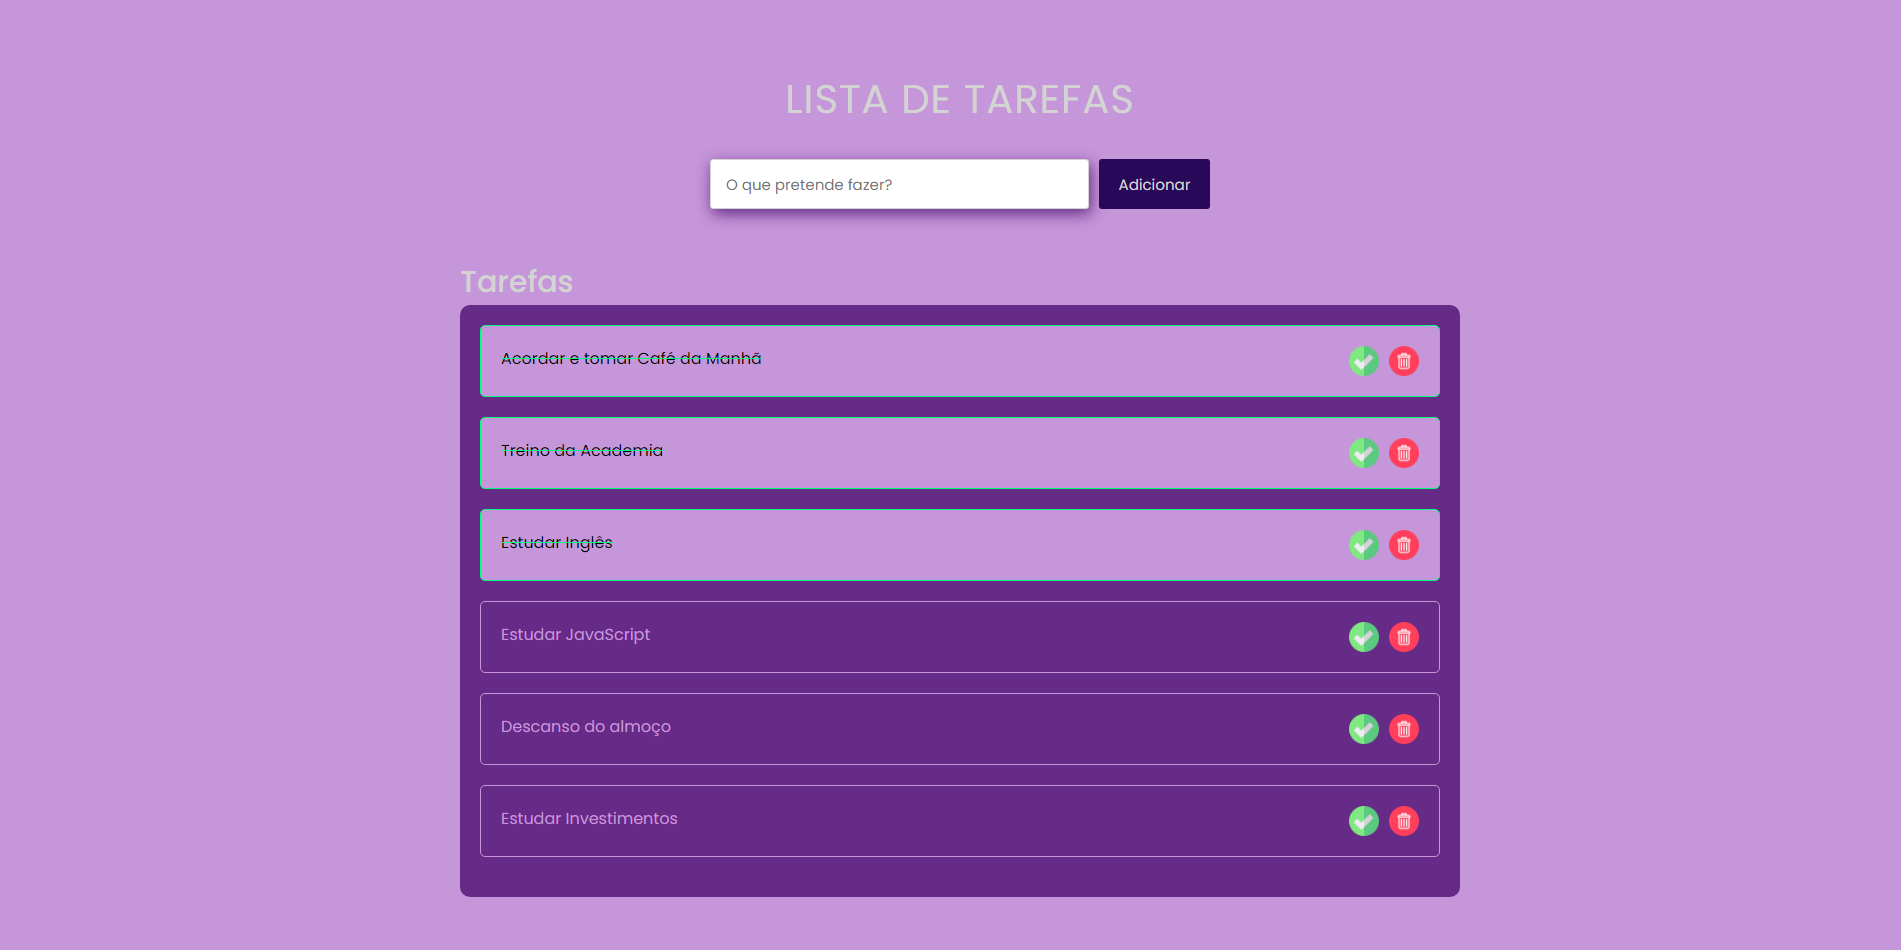 LISTA DE TAREFAS
O que pretende fazer?
Adicionar
Tarefas
Acordar e tomar Café da Manhã
Treino da Academia
Estudar Inglês
Estudar JavaScript
Descanso do almoço
Estudar Investimentos